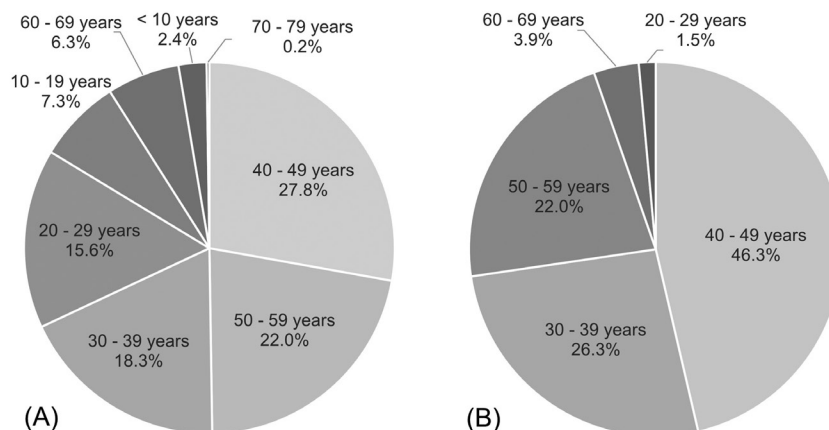 60 - 69 years
6.3%
< 10 years
2.4%
70 - 79 years
0.2%
10 - 19 years
7.3%
40 - 49 years
27.8%
20 - 29 years
15.6%
30 - 39 years
18.3%
50 - 59 years
22.0%
(A)
60 - 69 years
3.9%
20 - 29 years
1.5%
50 - 59 years
22.0%
40 - 49 years
46.3%
30 - 39 years
26.3%
(B)